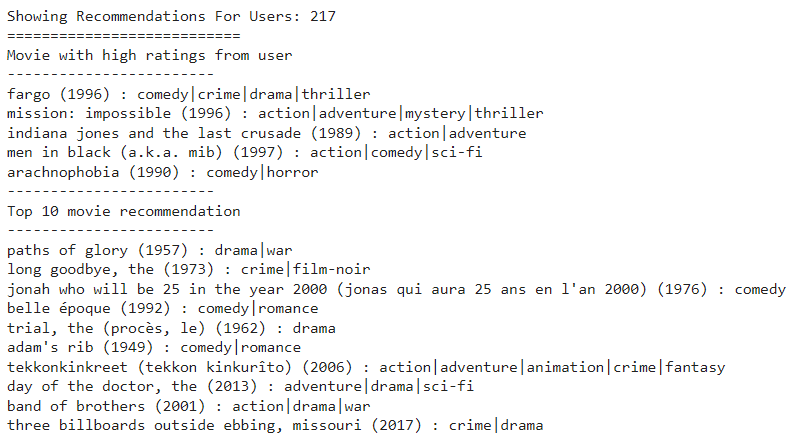 Showing Recommendations For Users: 217
===========================
Movie with high ratings from user
------------------------
fargo (1996) : comedy|crime|drama|thriller
mission: impossible (1996) : action|adventure|mystery|thriller
indiana jones and the last crusade (1989) : action|adventure
men in black (a.k.a. mib) (1997) : action|comedy|sci-fi
arachnophobia (1990) : comedy|horror
------------------------
Top 10 movie recommendation
------------------------
paths of glory (1957) : drama|war
long goodbye, the (1973) : crime|film-noir
jonah who will be 25 in the year 2000 (jonas qui aura 25 ans en l'an 2000) (1976) : comedy
belle époque (1992) : comedy|romance
trial, the (procès, le) (1962) : drama
adam's rib (1949) : comedy|romance
tekkonkinkreet (tekkon kinkurîto) (2006) : action|adventure|animation|crime|fantasy
day of the doctor, the (2013) : adventure|drama|sci-fi
band of brothers (2001) : action|drama|war
three billboards outside ebbing, missouri (2017) : crime|drama